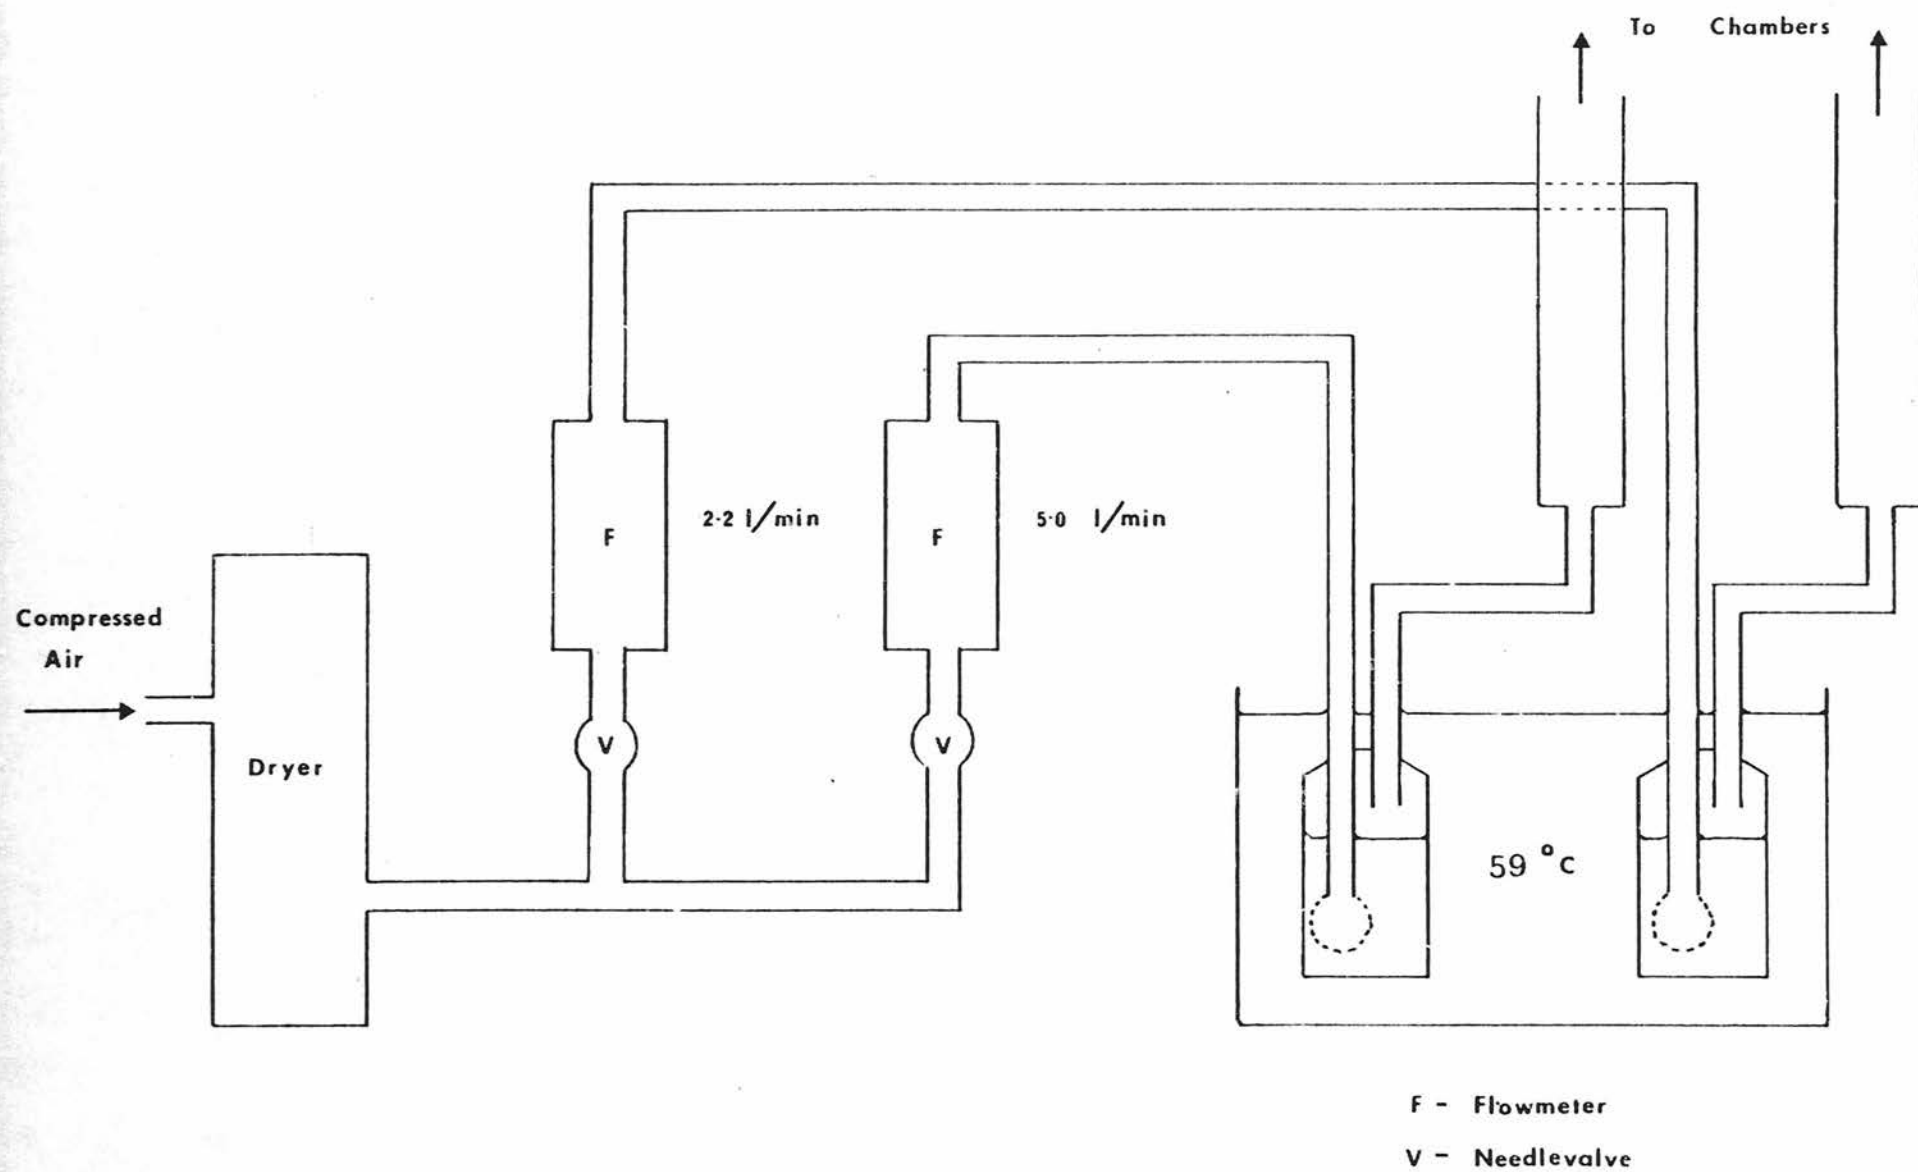 To Chambers
2·2 l/min
5·0 l/min
F
F
Compressed
Air
V
V
Dryer
59 °C
F - Flowmeter
V - Needlevalve